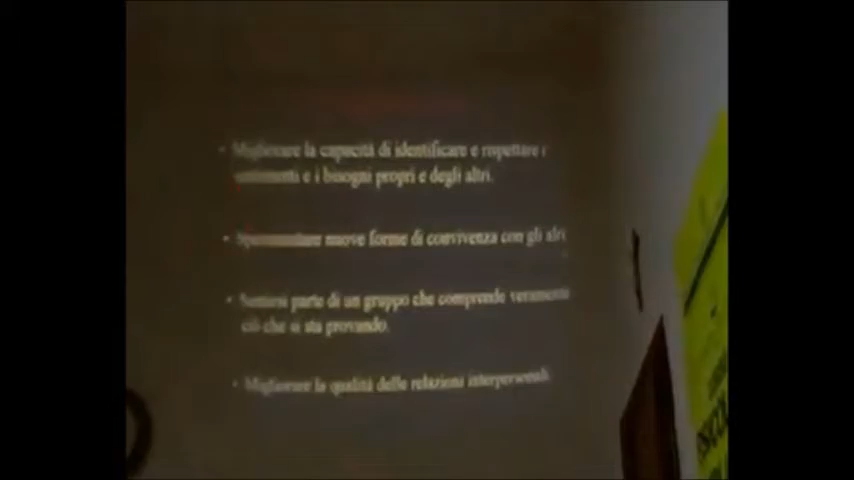 • Migliorare la capacità di identificare e rispettare i
sentimenti e i bisogni propri e degli altri.
• Sperimentare nuove forme di convivenza con gli altri
• Sentirsi parte di un gruppo che comprende veramente
ciò che si sta provando.
• Migliorare la qualità delle relazioni interpersonali